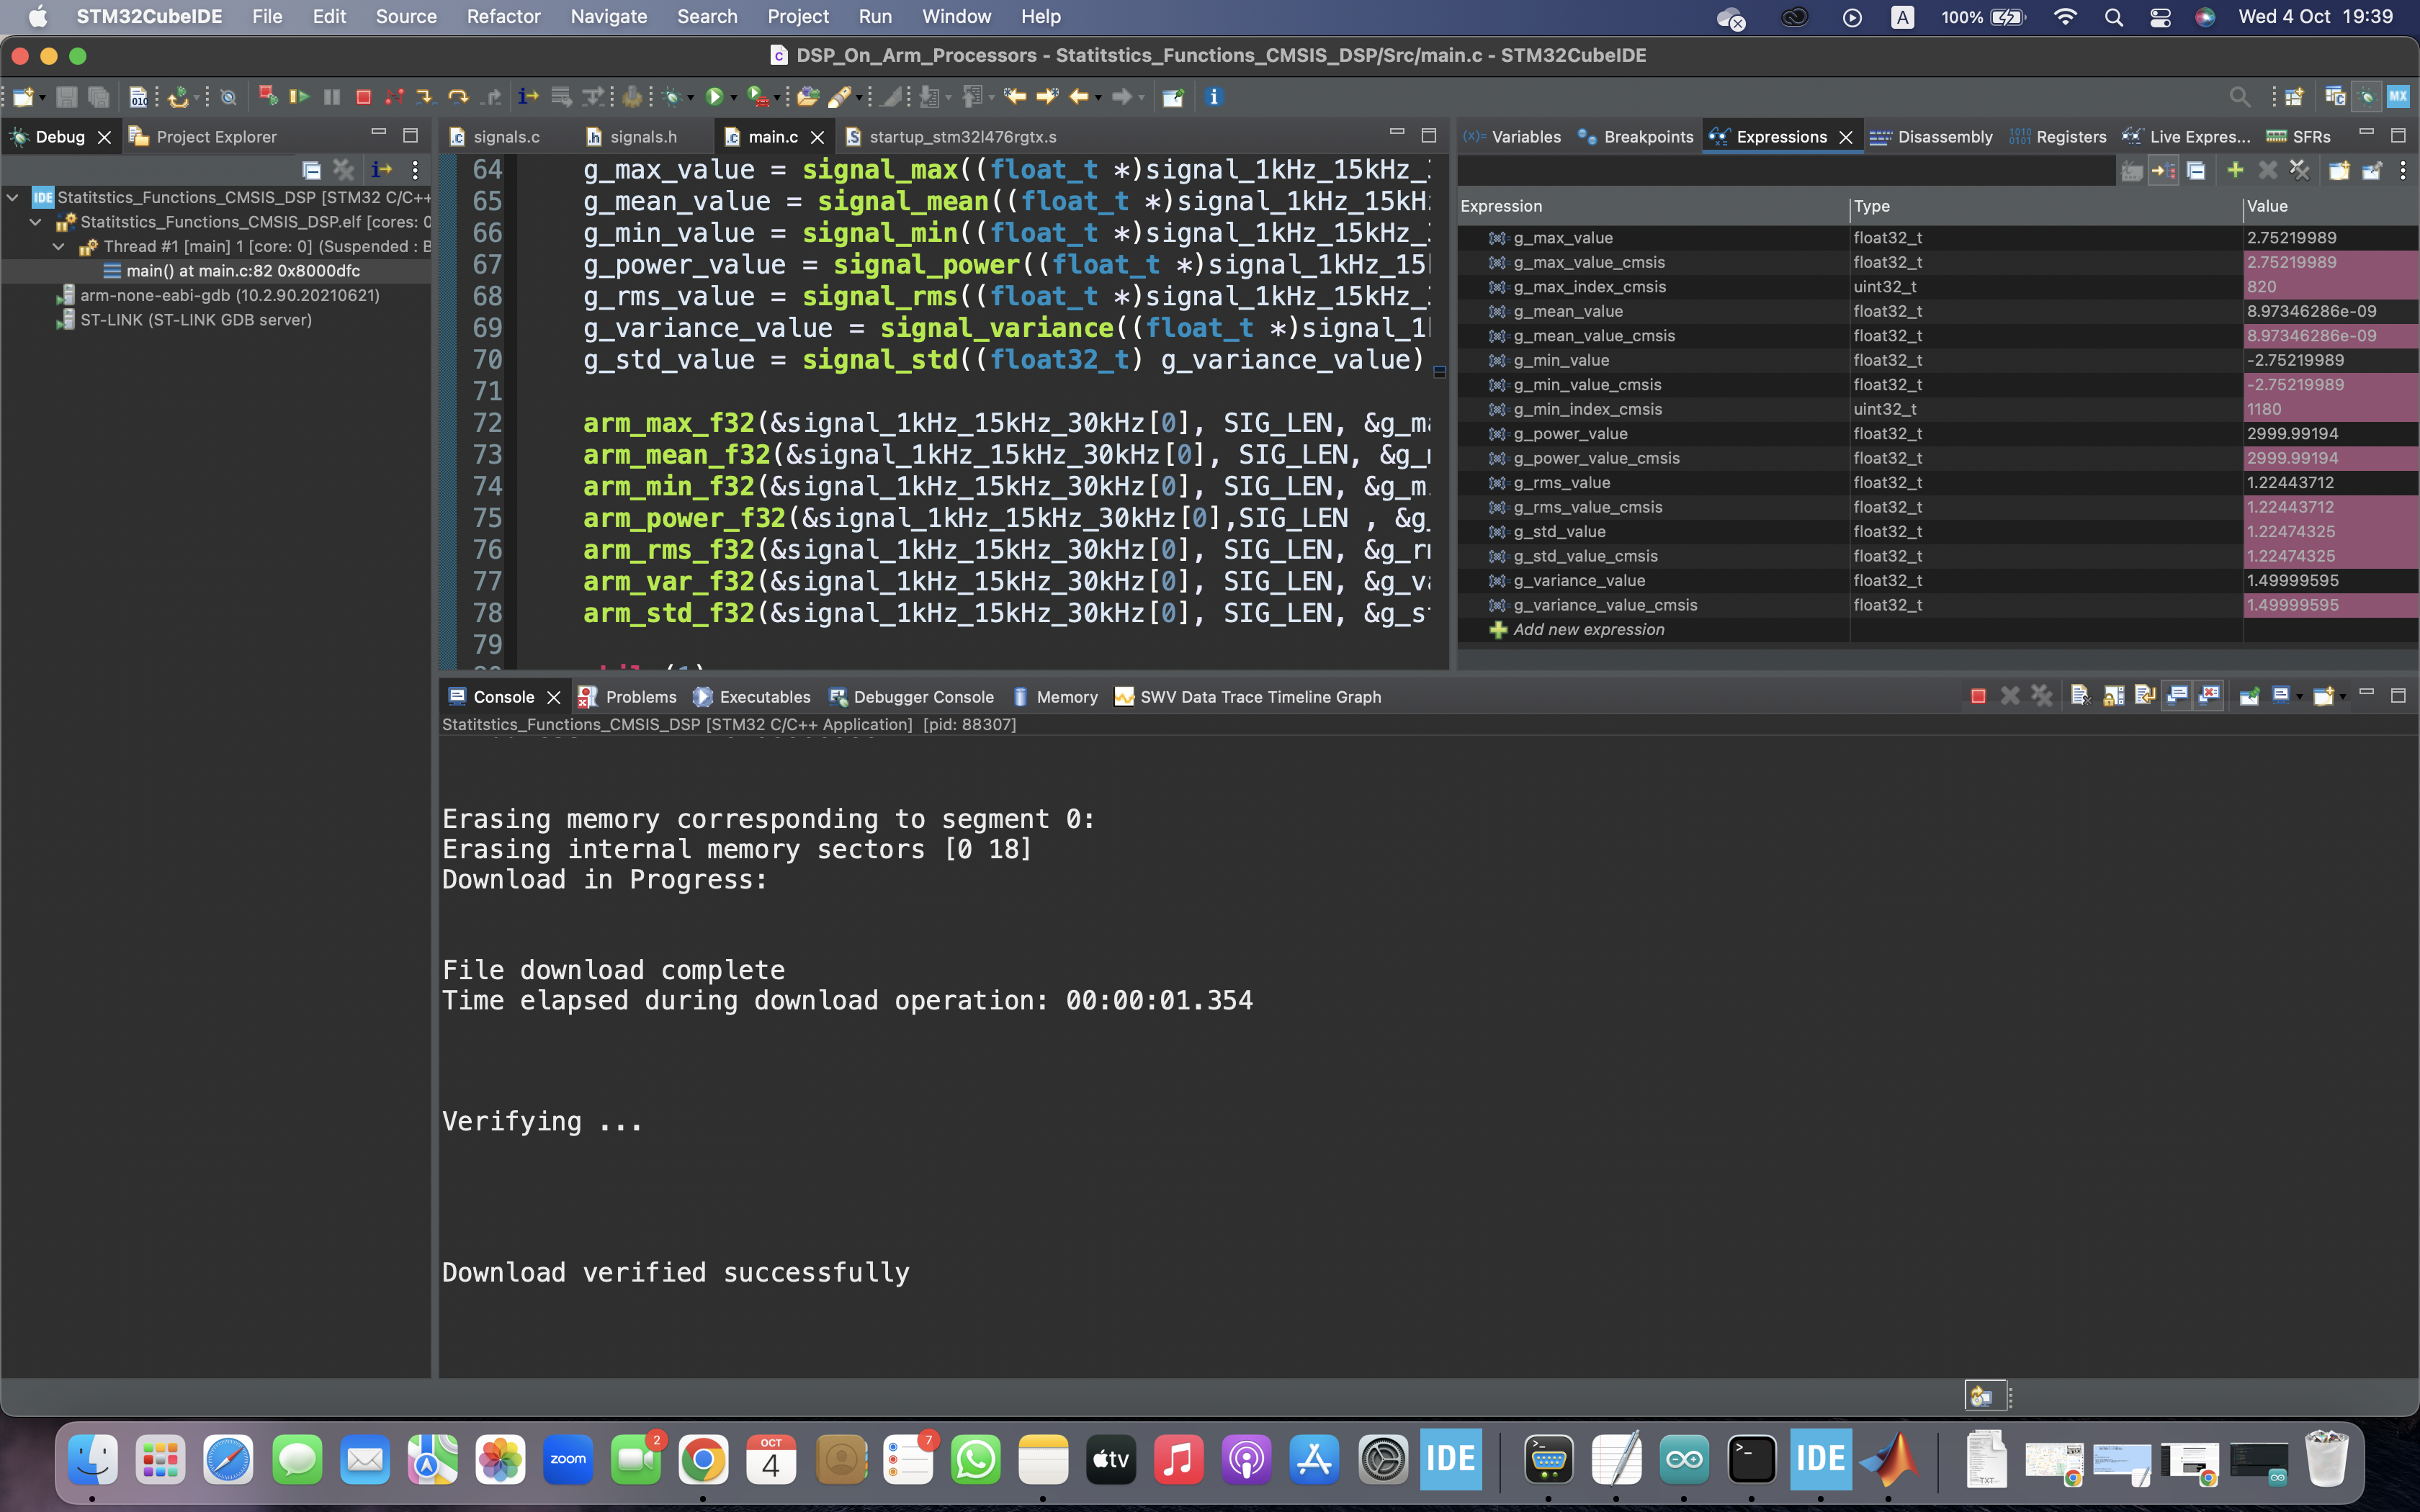 STM32CubeIDE File Edit Source Refactor Navigate Search Project Run Window Help A 100% Wed 4 Oct 19:39
DSP_On_Arm_Processors - Statitstics_Functions_CMSIS_DSP/Src/main.c - STM32CubeIDE
Debug Project Explorer
IDE Statitstics_Functions_CMSIS_DSP [STM32 C/C++
Statitstics_Functions_CMSIS_DSP.elf [cores: 0
Thread #1 [main] 1 [core: 0] (Suspended : B
main() at main.c:82 0x8000dfc
arm-none-eabi-gdb (10.2.90.20210621)
ST-LINK (ST-LINK GDB server)
signals.c signals.h main.c startup_stm32l476rgtx.s
64 g_max_value = signal_max((float_t *)signal_1kHz_15kHz_
65 g_mean_value = signal_mean((float_t *)signal_1kHz_15kH
66 g_min_value = signal_min((float_t *)signal_1kHz_15kHz_
67 g_power_value = signal_power((float_t *)signal_1kHz_15
68 g_rms_value = signal_rms((float_t *)signal_1kHz_15kHz_
69 g_variance_value = signal_variance((float_t *)signal_1
70 g_std_value = signal_std((float32_t) g_variance_value)
71
72 arm_max_f32(&signal_1kHz_15kHz_30kHz[0], SIG_LEN, &g_m
73 arm_mean_f32(&signal_1kHz_15kHz_30kHz[0], SIG_LEN, &g_
74 arm_min_f32(&signal_1kHz_15kHz_30kHz[0], SIG_LEN, &g_m
75 arm_power_f32(&signal_1kHz_15kHz_30kHz[0],SIG_LEN , &g_
76 arm_rms_f32(&signal_1kHz_15kHz_30kHz[0], SIG_LEN, &g_r
77 arm_var_f32(&signal_1kHz_15kHz_30kHz[0], SIG_LEN, &g_v
78 arm_std_f32(&signal_1kHz_15kHz_30kHz[0], SIG_LEN, &g_s
79
(x)= Variables Breakpoints Expressions Disassembly Registers Live Expres... SFRs
Expression Type Value
g_max_value float32_t 2.75219989
g_max_value_cmsis float32_t 2.75219989
g_max_index_cmsis uint32_t 820
g_mean_value float32_t 8.97346286e-09
g_mean_value_cmsis float32_t 8.97346286e-09
g_min_value float32_t -2.75219989
g_min_value_cmsis float32_t -2.75219989
g_min_index_cmsis uint32_t 1180
g_power_value float32_t 2999.99194
g_power_value_cmsis float32_t 2999.99194
g_rms_value float32_t 1.22443712
g_rms_value_cmsis float32_t 1.22443712
g_std_value float32_t 1.22474325
g_std_value_cmsis float32_t 1.22474325
g_variance_value float32_t 1.49999595
g_variance_value_cmsis float32_t 1.49999595
Add new expression
Console Problems Executables Debugger Console Memory SWV Data Trace Timeline Graph
Statitstics_Functions_CMSIS_DSP [STM32 C/C++ Application] [pid: 88307]
Erasing memory corresponding to segment 0:
Erasing internal memory sectors [0 18]
Download in Progress:
File download complete
Time elapsed during download operation: 00:00:01.354
Verifying ...
Download verified successfully
zoom 2 OCT 4 7 tv IDE IDE TXT